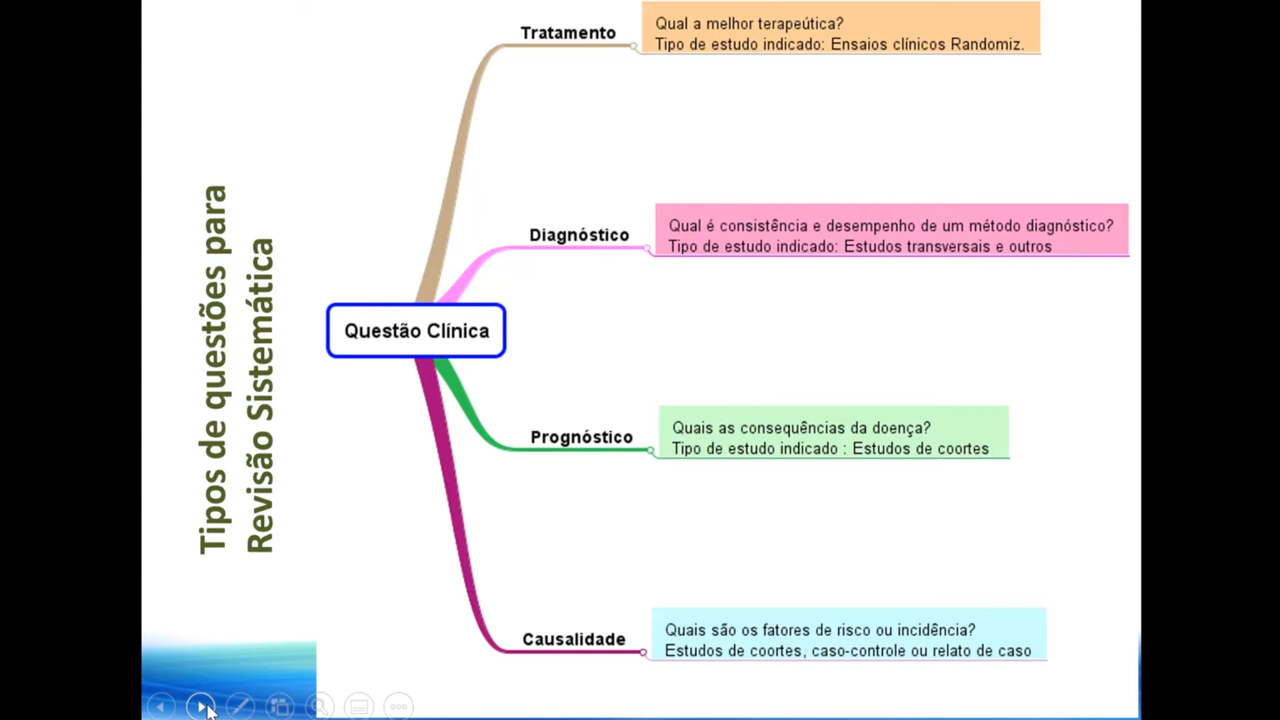 Tipos de questões para
Revisão Sistemática
Questão Clínica
Tratamento
Qual a melhor terapeútica?
Tipo de estudo indicado: Ensaios clínicos Randomiz.
Diagnóstico
Qual é consistência e desempenho de um método diagnóstico?
Tipo de estudo indicado: Estudos transversais e outros
Prognóstico
Quais as consequências da doença?
Tipo de estudo indicado : Estudos de coortes
Causalidade
Quais são os fatores de risco ou incidência?
Estudos de coortes, caso-controle ou relato de caso